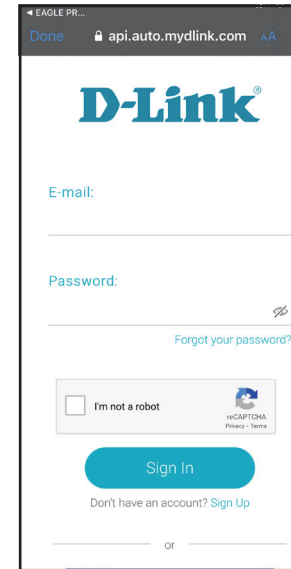 ◀ EAGLE PR...
Done api.auto.mydlink.com AA
D-Link®
E-mail:
Password:
Forgot your password?
I'm not a robot
reCAPTCHA
Privacy - Terms
Sign In
Don't have an account? Sign Up
or